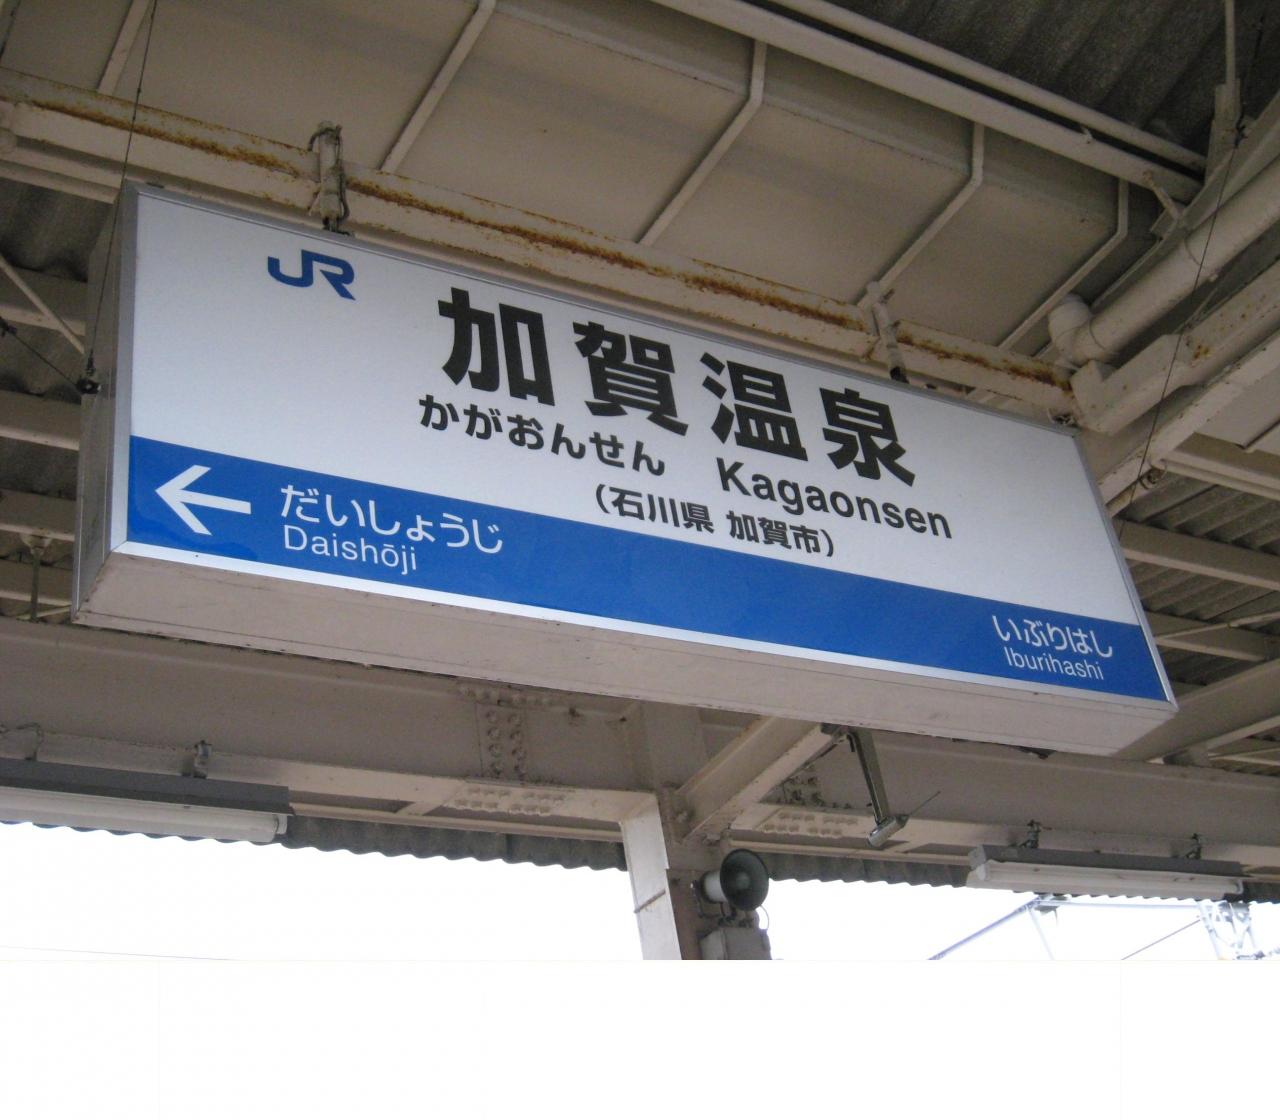 JR
加賀温泉
かがおんせん Kagaonsen
(石川県 加賀市)
だいしょうじ
Daishōji
いぶりはし
Iburihashi